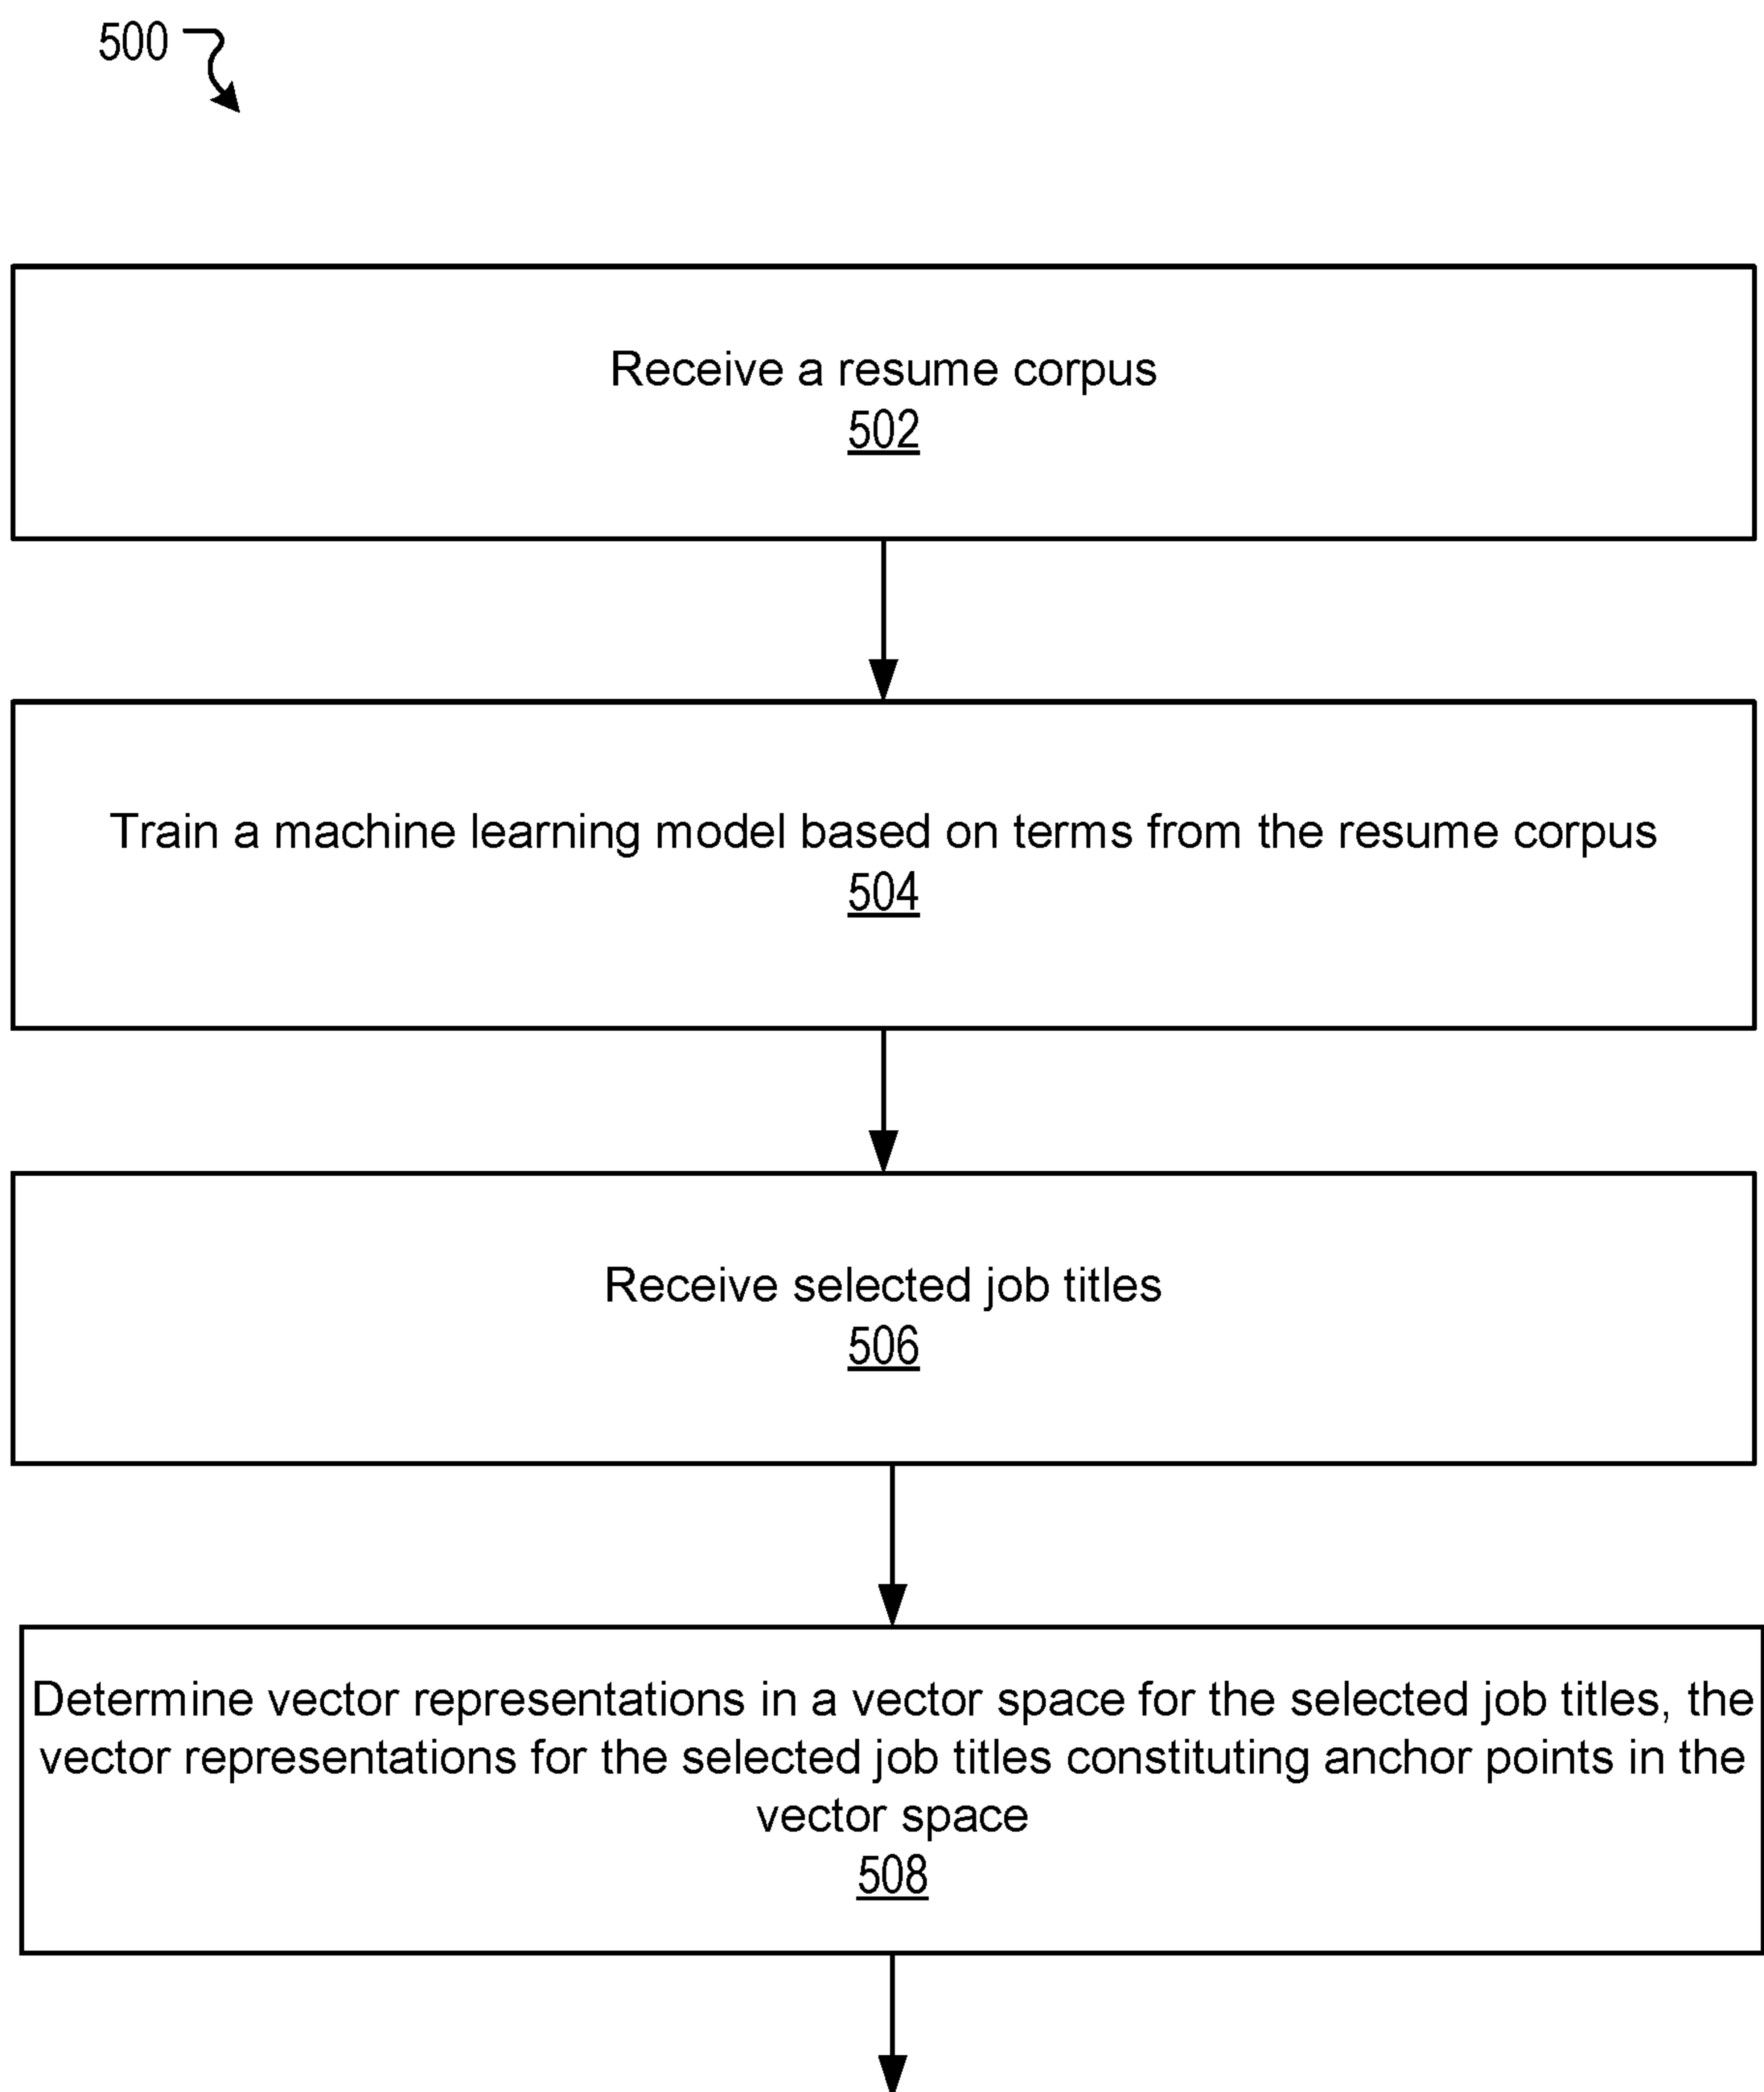 500
Receive a resume corpus
502
Train a machine learning model based on terms from the resume corpus
504
Receive selected job titles
506
Determine vector representations in a vector space for the selected job titles, the
vector representations for the selected job titles constituting anchor points in the
vector space
508